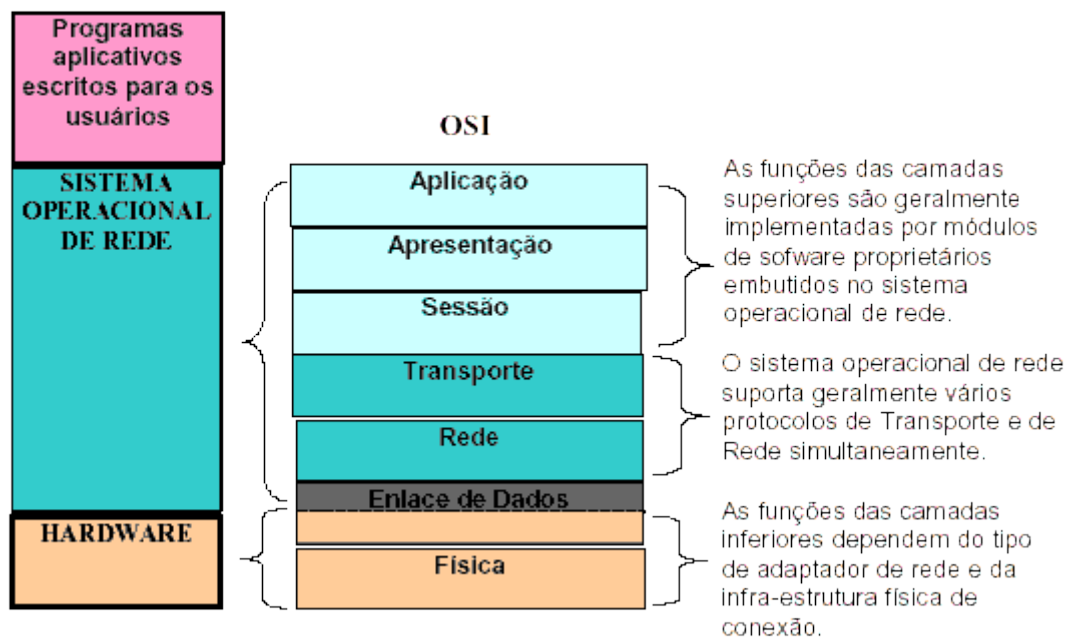 Programas
aplicativos
escritos para os
usuários
SISTEMA
OPERACIONAL
DE REDE
HARDWARE
OSI
Aplicação
Apresentação
Sessão
Transporte
Rede
Enlace de Dados
Física
As funções das camadas
superiores são geralmente
implementadas por módulos
de sofware proprietários
embutidos no sistema
operacional de rede.
O sistema operacional de rede
suporta geralmente vários
protocolos de Transporte e de
Rede simultaneamente.
As funções das camadas
inferiores dependem do tipo
de adaptador de rede e da
infra-estrutura física de
conexão.